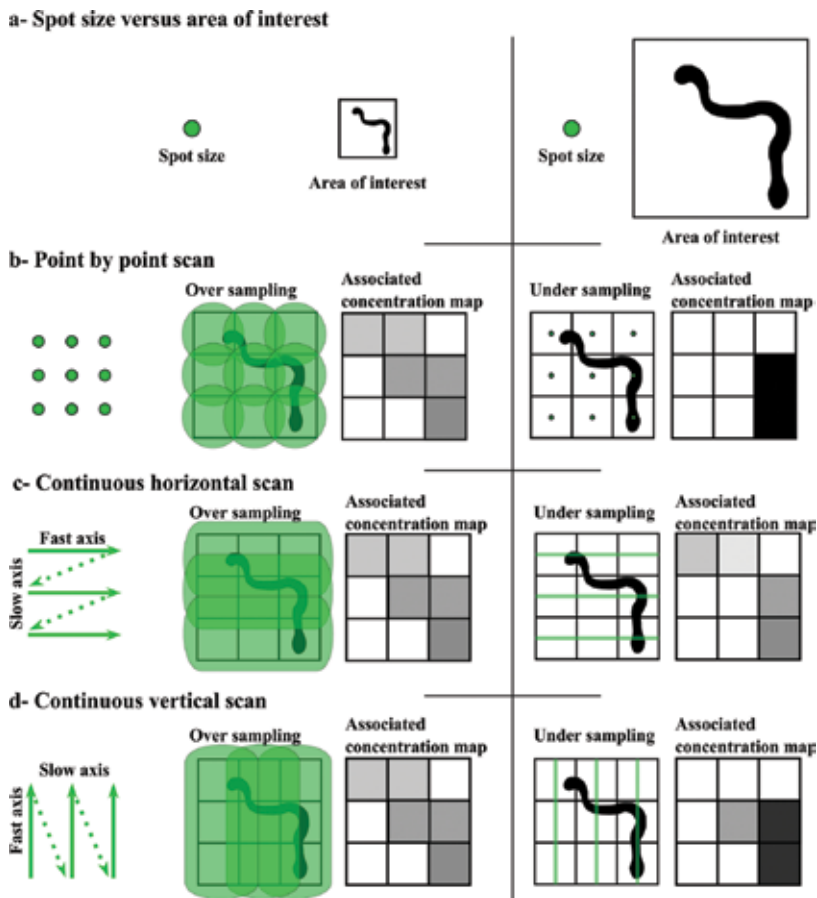 a- Spot size versus area of interest
Spot size
Area of interest
Spot size
Area of interest
b- Point by point scan
Over sampling
Associated
concentration map
Under sampling
Associated
concentration map
c- Continuous horizontal scan
Fast axis
Slow axis
Over sampling
Associated
concentration map
Under sampling
Associated
concentration map
d- Continuous vertical scan
Slow axis
Fast axis
Over sampling
Associated
concentration map
Under sampling
Associated
concentration map